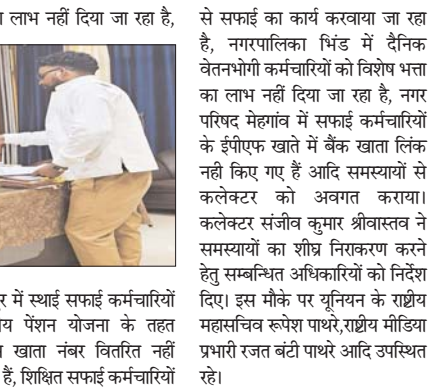 लाभ नहीं दिया जा रहा है,
में स्थाई सफाई कर्मचारियों
पेंशन योजना के तहत
खाता नंबर वितरित नहीं
हैं, शिक्षित सफाई कर्मचारियों
से सफाई का कार्य करवाया जा रहा
है, नगरपालिका भिंड में दैनिक
वेतनभोगी कर्मचारियों को विशेष भत्ता
का लाभ नहीं दिया जा रहा है, नगर
परिषद मेहगांव में सफाई कर्मचारियों
के ईपीएफ खाते में बैंक खाता लिंक
नही किए गए हैं आदि समस्यायों से
कलेक्टर को अवगत कराया।
कलेक्टर संजीव कुमार श्रीवास्तव ने
समस्यायों का शीघ्र निराकरण करने
हेतु सम्बन्धित अधिकारियों को निर्देश
दिए। इस मौके पर यूनियन के राष्ट्रीय
महासचिव रूपेश पाथरे,राष्ट्रीय मीडिया
प्रभारी रजत बंटी पाथरे आदि उपस्थित
रहे।